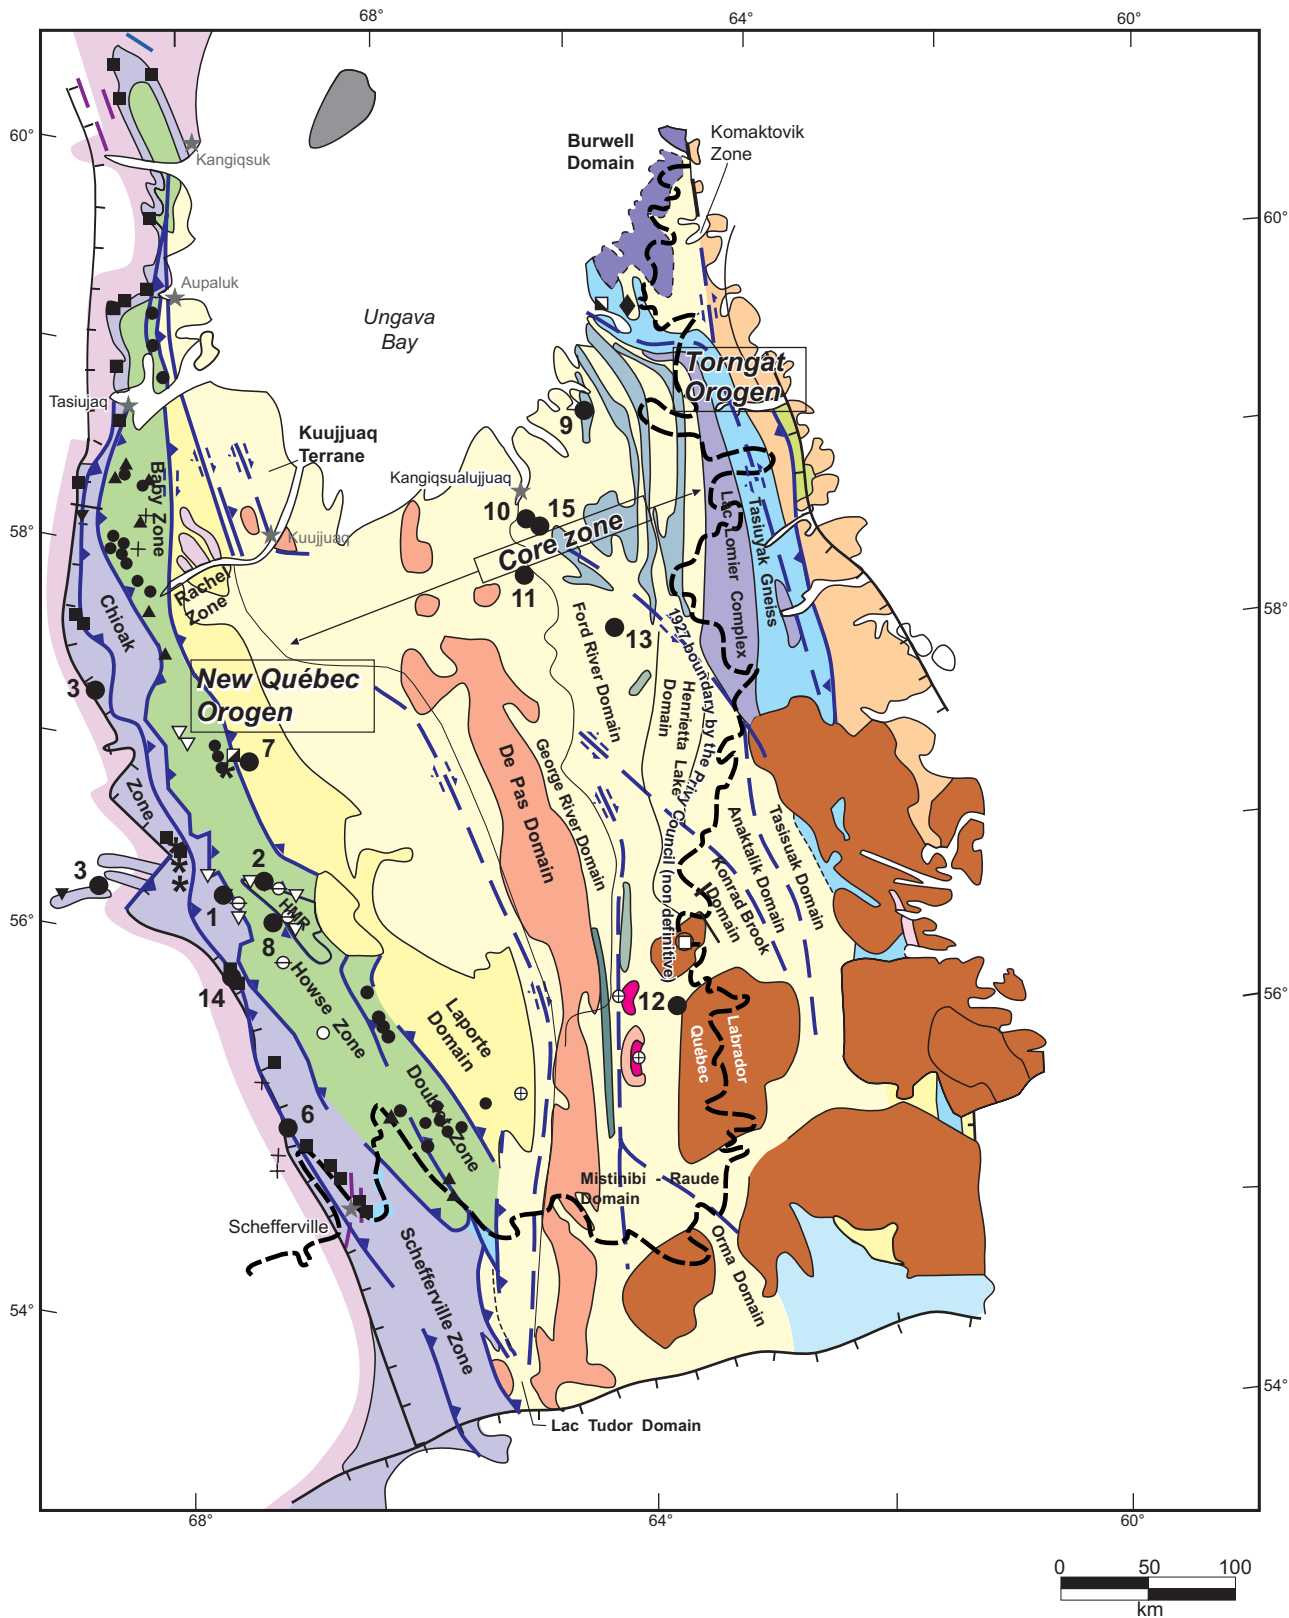 68°
64°
60°
60°
Kangiqsuk
Burwell
Domain
Komaktovik
Zone
60°
Aupaluk
Ungava
Bay
Torngat
Orogen
Tasiujaq
Kuujjuaq
Terrane
9
Kangiqsualujjuaq
Baby Zone
10
15
Core zone
58°
Kuujjuaq
Lac Lomier Complex
Tasiuyak Gneiss
11
Rachel
Zone
Chioak
Zone
58°
13
Ford River Domain
3
New Québec
Orogen
Henrietta Lake
Domain
1927 boundary by the Privy Council (non definitive)
7
De Pas Domain
George River Domain
Anaktalik Domain
Tasisuak Domain
Konrad Brook
Domain
3
2
1
HMR
8
56°
14
Howse Zone
Laporte
Domain
12
56°
Québec
Labrador
Doublet Zone
6
Mistinibi - Raude
Domain
Schefferville
Schefferville Zone
Orma Domain
54°
54°
Lac Tudor Domain
68°
64°
60°
0 50 100
km